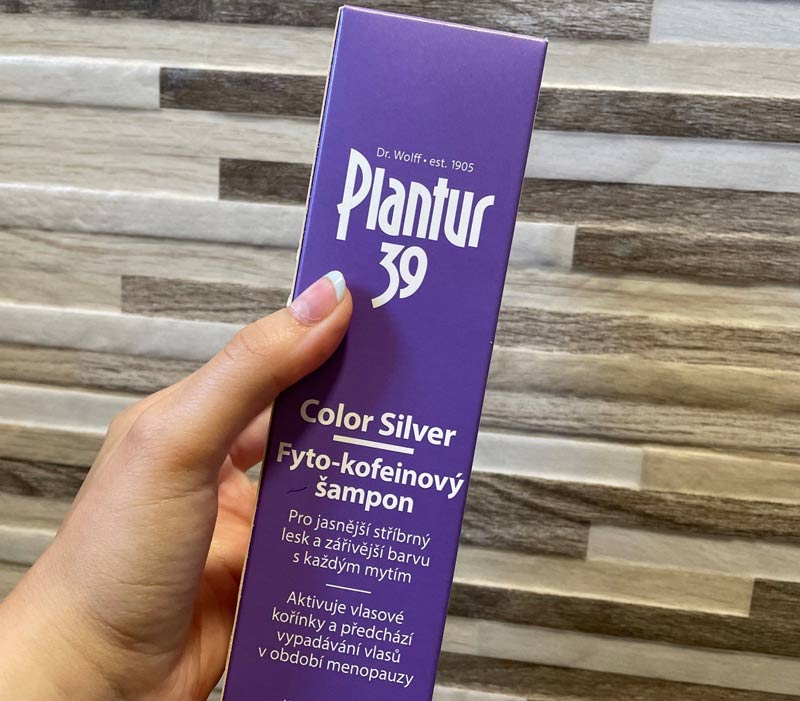 Dr. Wolff • est. 1905
Plantur
39
Color Silver
Fyto-kofeinový
šampon
Pro jasnější stříbrný
lesk a zářivější barvu
s každým mytím
Aktivuje vlasové
kořínky a předchází
vypadávání vlasů
v období menopauzy